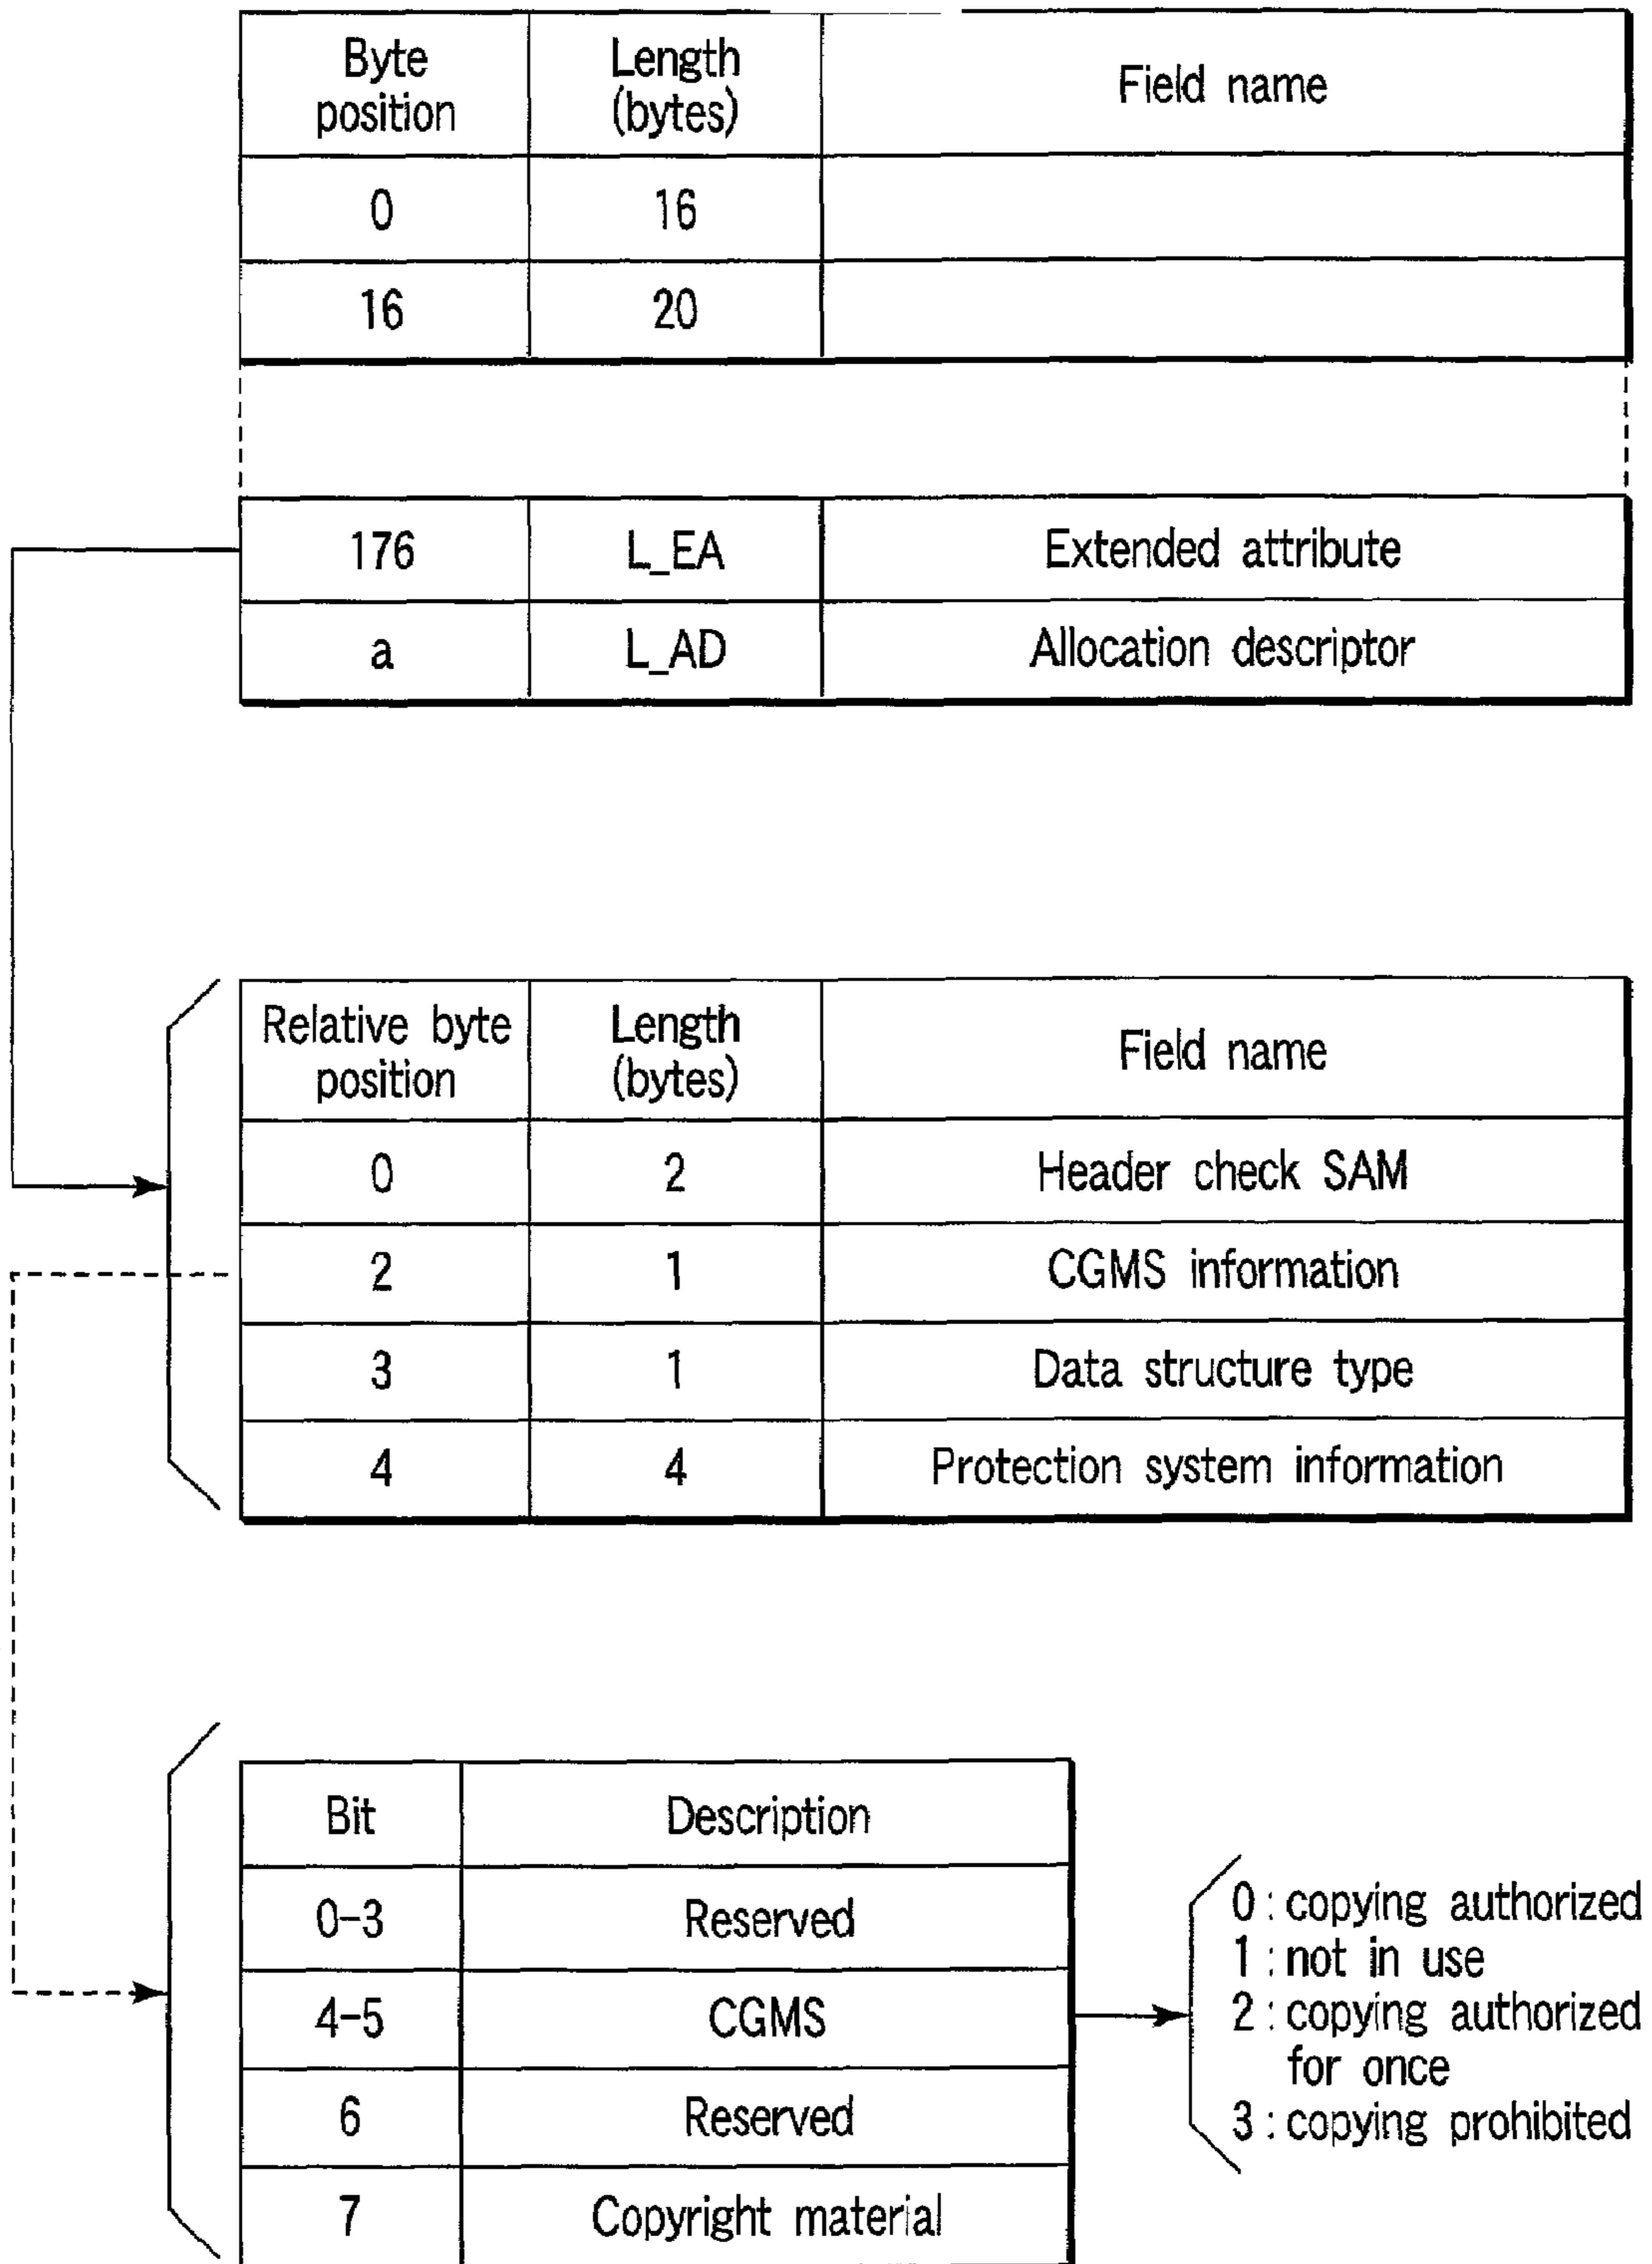 Byte position Length (bytes) Field name
0 16
16 20
176 L_EA Extended attribute
a L_AD Allocation descriptor
Relative byte position Length (bytes) Field name
0 2 Header check SAM
2 1 CGMS information
3 1 Data structure type
4 4 Protection system information
Bit Description
0-3 Reserved
4-5 CGMS
6 Reserved
7 Copyright material
0 : copying authorized
1 : not in use
2 : copying authorized
for once
3 : copying prohibited